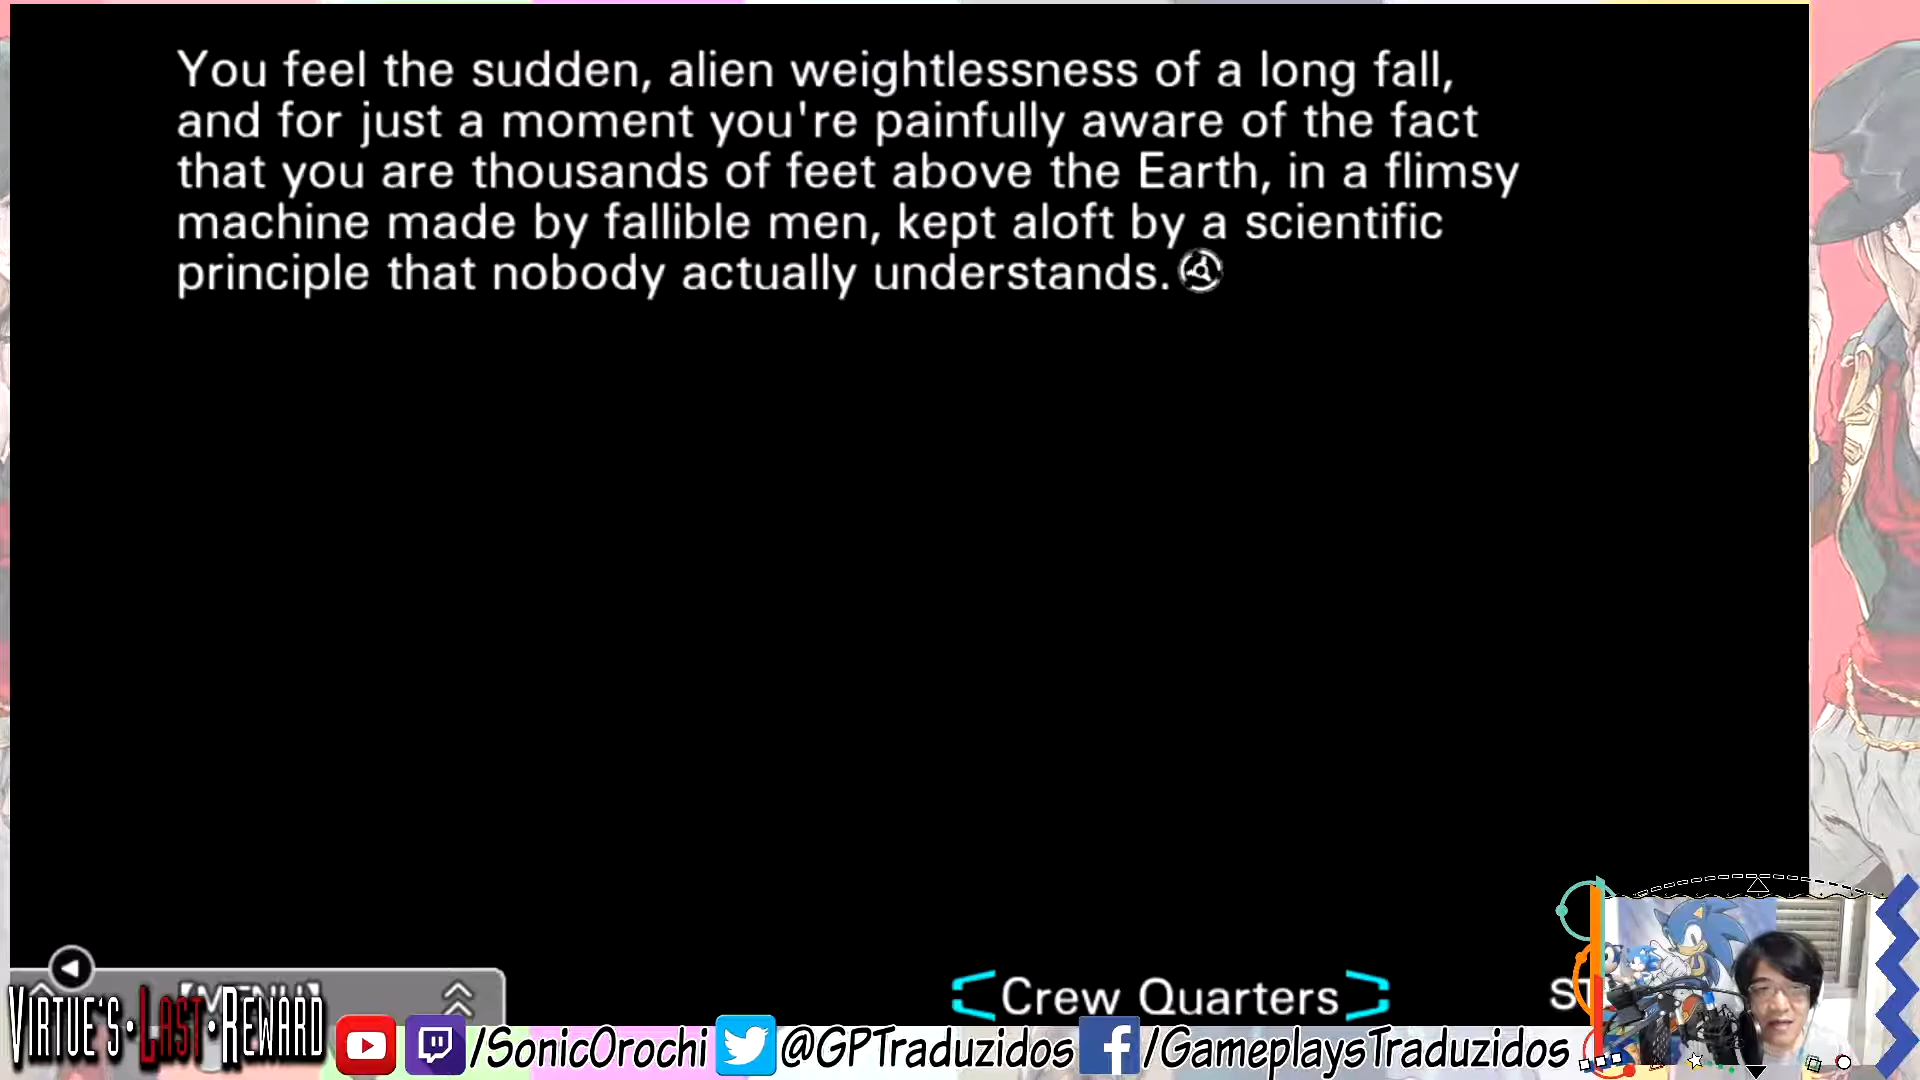 You feel the sudden, alien weightlessness of a long fall,
and for just a moment you're painfully aware of the fact
that you are thousands of feet above the Earth, in a flimsy
machine made by fallible men, kept aloft by a scientific
principle that nobody actually understands.
Crew Quarters
VIRTUE'S·LAST·REWARD
/SonicOrochi
@GPTraduzidos
/GameplaysTraduzidos